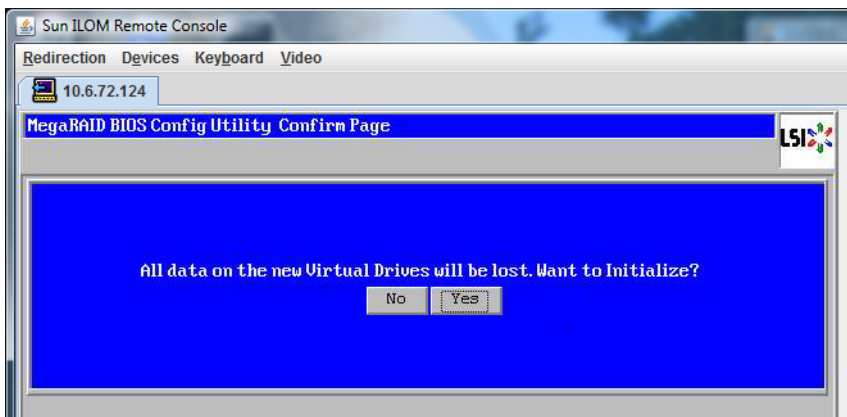 Sun ILOM Remote Console
Redirection Devices Keyboard Video
10.6.72.124
MegaRAID BIOS Config Utility Confirm Page
LSI
All data on the new Virtual Drives will be lost. Want to Initialize?
No Yes